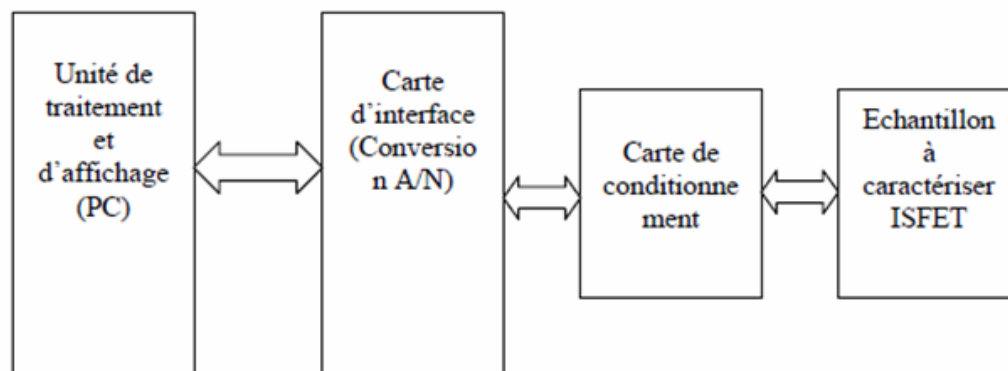 Unité de
traitement
et
d'affichage
(PC)
Carte
d'interface
(Conversio
n A/N)
Carte de
conditionne
ment
Echantillon
à
caractériser
ISFET